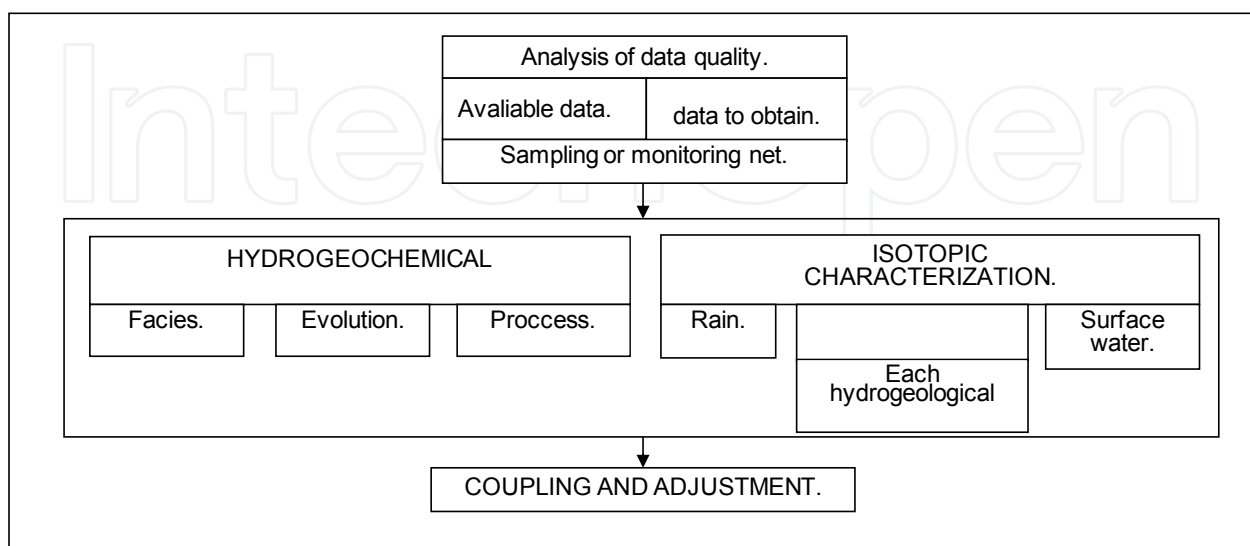 Analysis of data quality.
Avaliable data.
data to obtain.
Sampling or monitoring net.
IntechOpen
HYDROGEOCHEMICAL
ISOTOPIC
CHARACTERIZATION.
Facies.
Evolution.
Proccess.
Rain.
Surface
water.
Each
hydrogeological
COUPLING AND ADJUSTMENT.